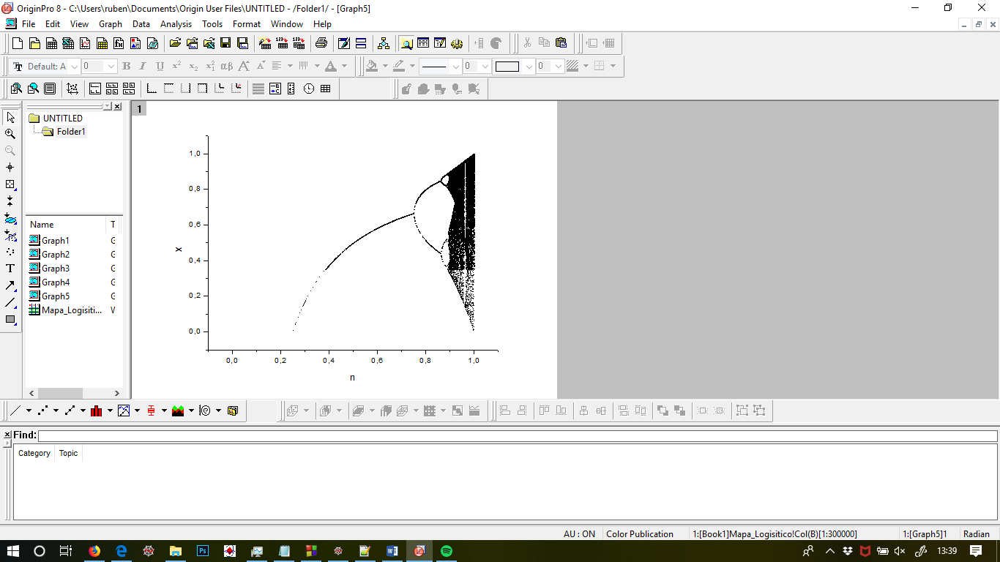 OriginPro 8 - C:\Users\ruben\Documents\Origin User Files\UNTITLED - /Folder1/ - [Graph5]
File Edit View Graph Data Analysis Tools Format Window Help
Default: A 0 B I U x² x₂ αβ A A A 0 0
UNTITLED
Folder1
Name T
Graph1 G
Graph2 G
Graph3 G
Graph4 G
Graph5 G
Mapa_Logisiti... V
T
1
1,0
0,8
0,6
0,4
0,2
0,0
x
0,0 0,2 0,4 0,6 0,8 1,0
n
Find:
Category Topic
AU : ON Color Publication 1:[Book1]Mapa_Logisitico!Col(B)[1:300000] 1:[Graph5]1 Radian
13:39